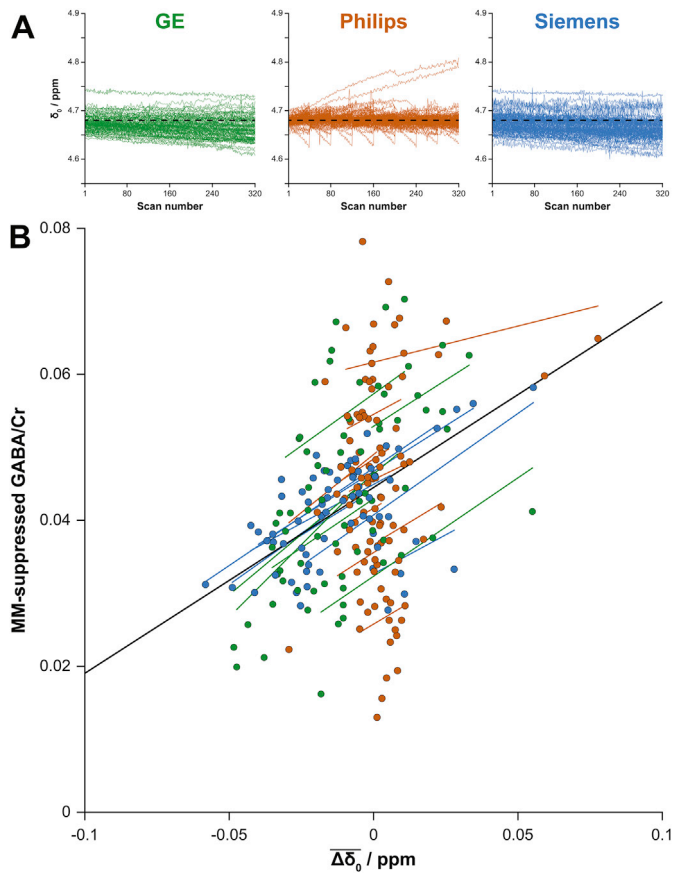 A
GE
Philips
Siemens
4.9 4.9 4.9
4.8 4.8 4.8
4.7 4.7 4.7
4.6 4.6 4.6
δ₀ / ppm
1 80 160 240 320 1 80 160 240 320 1 80 160 240 320
Scan number Scan number Scan number
B
0.08
0.06
0.04
0.02
0
MM-suppressed GABA/Cr
-0.1 -0.05 0 0.05 0.1
Δδ₀ / ppm